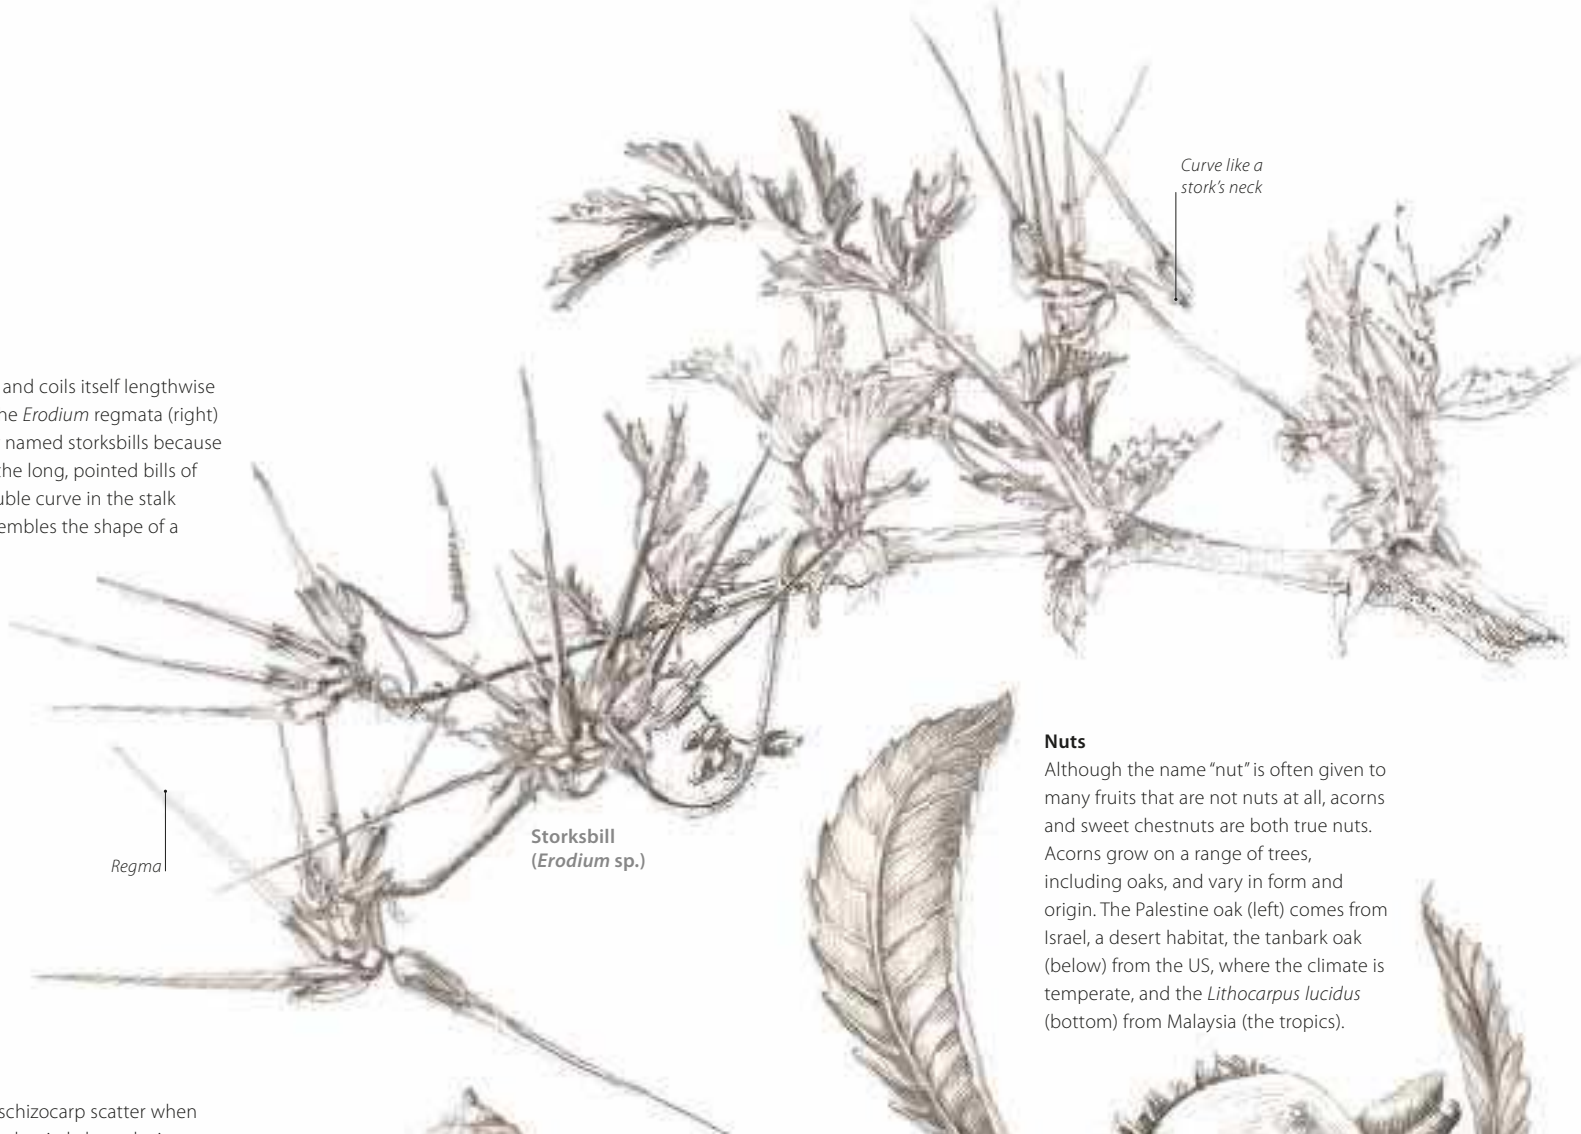 Curve like a
stork's neck
and coils itself lengthwise
Erodium regmata (right)
named storksbills because
the long, pointed bills of
curve in the stalk
the shape of a
Regma
Storksbill
(Erodium sp.)
Nuts
Although the name “nut” is often given to
many fruits that are not nuts at all, acorns
and sweet chestnuts are both true nuts.
Acorns grow on a range of trees,
including oaks, and vary in form and
origin. The Palestine oak (left) comes from
Israel, a desert habitat, the tanbark oak
(below) from the US, where the climate is
temperate, and the Lithocarpus lucidus
(bottom) from Malaysia (the tropics).
schizocarp scatter when